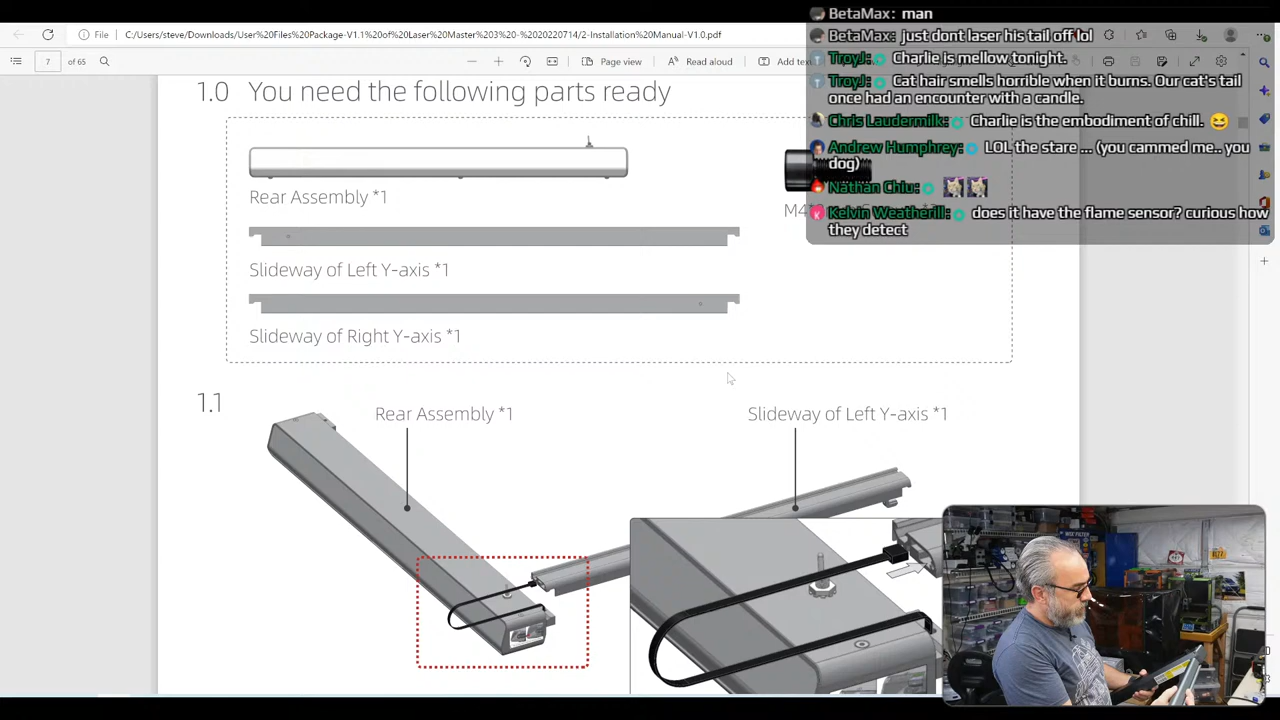 BetaMax: man
File
C:/Users/steve/Downloads/User%20Files%20Package-V1.1%20of%20Laser%20Master%203%20-%2020220714/2-Installation%20Manual-V1.0.pdf
BetaMax: just dont laser his tail off lol
TroyJ: Charlie is mellow tonight.
7 of 65
Page view
Read aloud
Add text
TroyJ: Cat hair smells horrible when it burns. Our cat's tail
once had an encounter with a candle.
1.0 You need the following parts ready
Chris Laudermilk: Charlie is the embodiment of chill. 😆
Andrew Humphrey: LOL the stare ... (you cammed me.. you
dog)
Nathan Chiu:
Rear Assembly *1
Kelvin Weatherill: does it have the flame sensor? curious how
they detect
Slideway of Left Y-axis *1
Slideway of Right Y-axis *1
1.1
Rear Assembly *1
Slideway of Left Y-axis *1